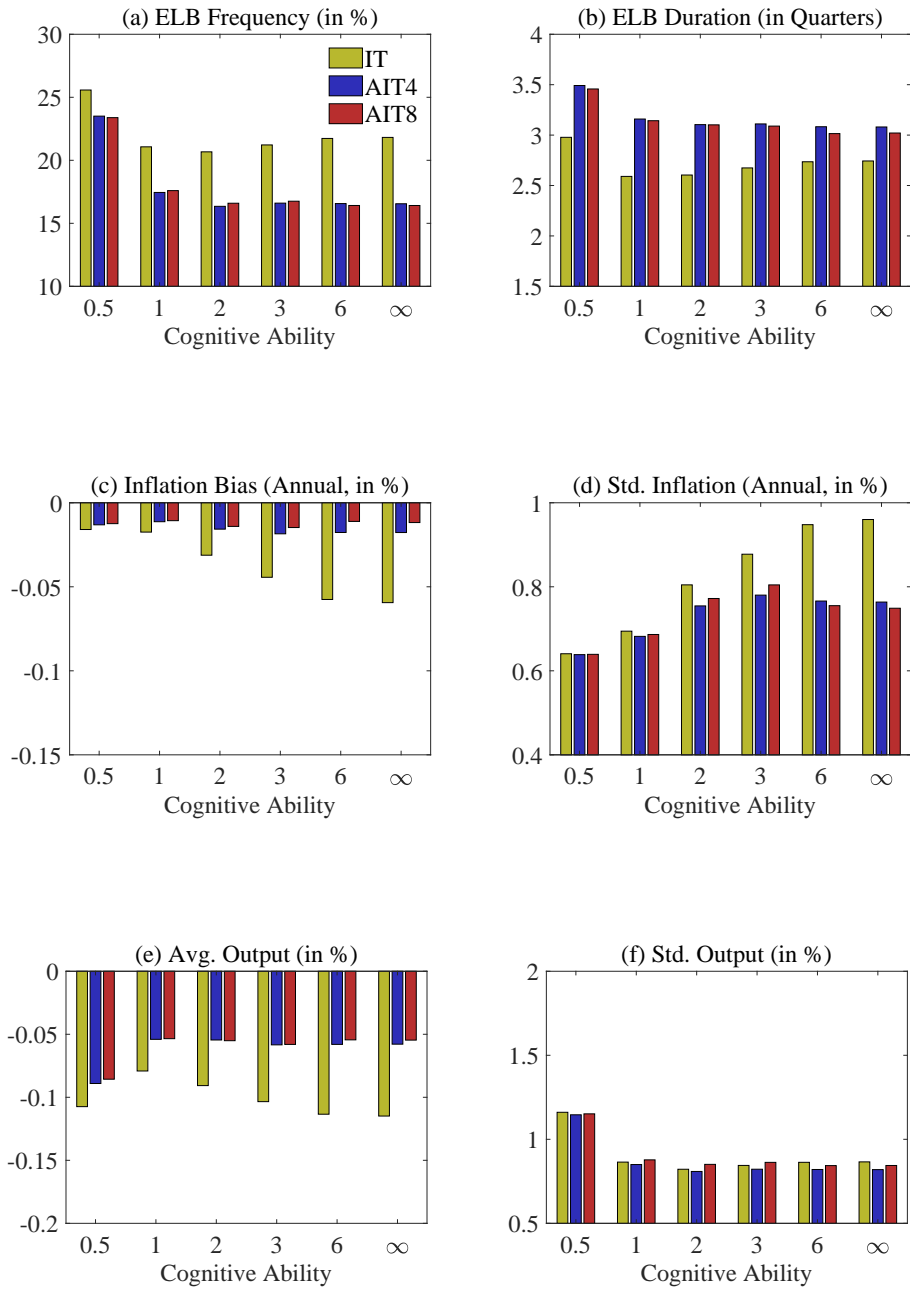 (a) ELB Frequency (in %)
30
25
20
15
10
IT
AIT4
AIT8
0.5 1 2 3 6 ∞
Cognitive Ability
(b) ELB Duration (in Quarters)
4
3.5
3
2.5
2
1.5
0.5 1 2 3 6 ∞
Cognitive Ability
(c) Inflation Bias (Annual, in %)
0
-0.05
-0.1
-0.15
0.5 1 2 3 6 ∞
Cognitive Ability
(d) Std. Inflation (Annual, in %)
1
0.8
0.6
0.4
0.5 1 2 3 6 ∞
Cognitive Ability
(e) Avg. Output (in %)
0
-0.05
-0.1
-0.15
-0.2
0.5 1 2 3 6 ∞
Cognitive Ability
(f) Std. Output (in %)
2
1.5
1
0.5
0.5 1 2 3 6 ∞
Cognitive Ability